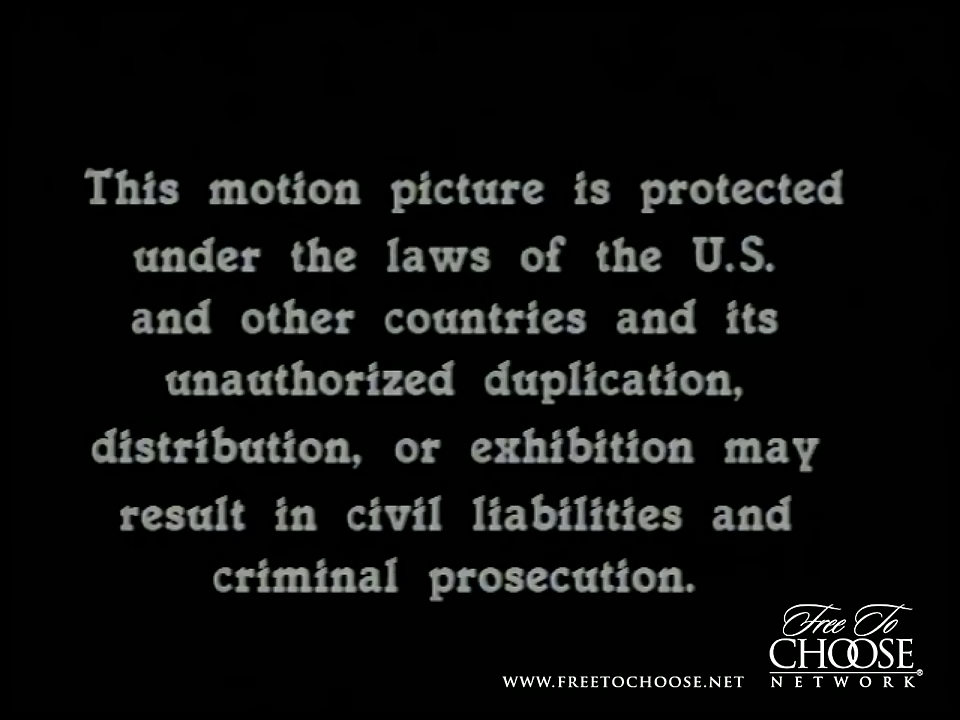 This motion picture is protected
under the laws of the U.S.
and other countries and its
unauthorized duplication,
distribution, or exhibition may
result in civil liabilities and
criminal prosecution.
Free To
CHOOSE
WWW.FREETOCHOOSE.NET
NETWORK®